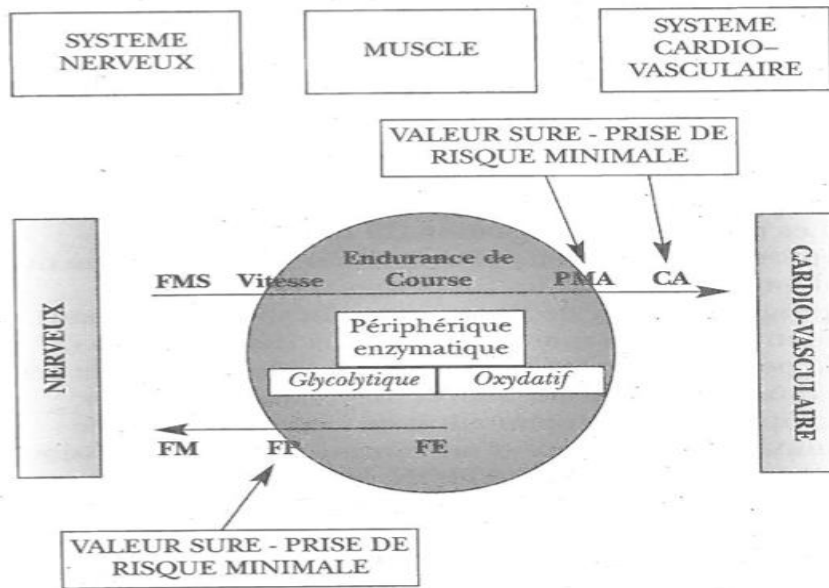 SYSTEME
NERVEUX
MUSCLE
SYSTEME
CARDIO–
VASCULAIRE
VALEUR SURE - PRISE DE
RISQUE MINIMALE
NERVEUX
Endurance de
Course
FMS Vitesse PMA CA
Périphérique
enzymatique
Glycolytique Oxydatif
FM FP FE
CARDIO-VASCULAIRE
VALEUR SURE - PRISE DE
RISQUE MINIMALE